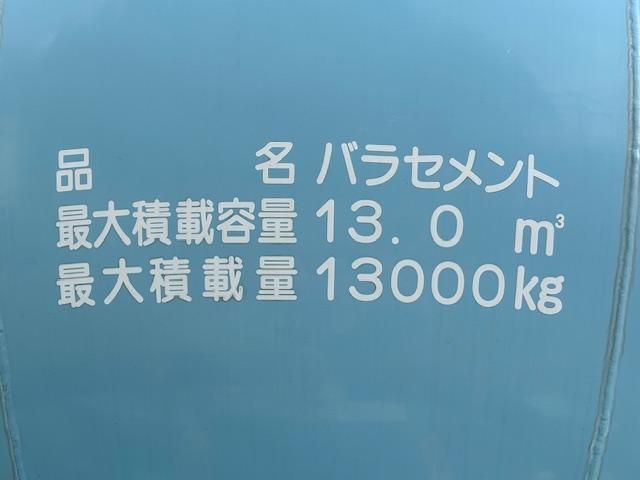 品 名 バラセメント
最大積載容量 13.0 m³
最大積載量 13000kg